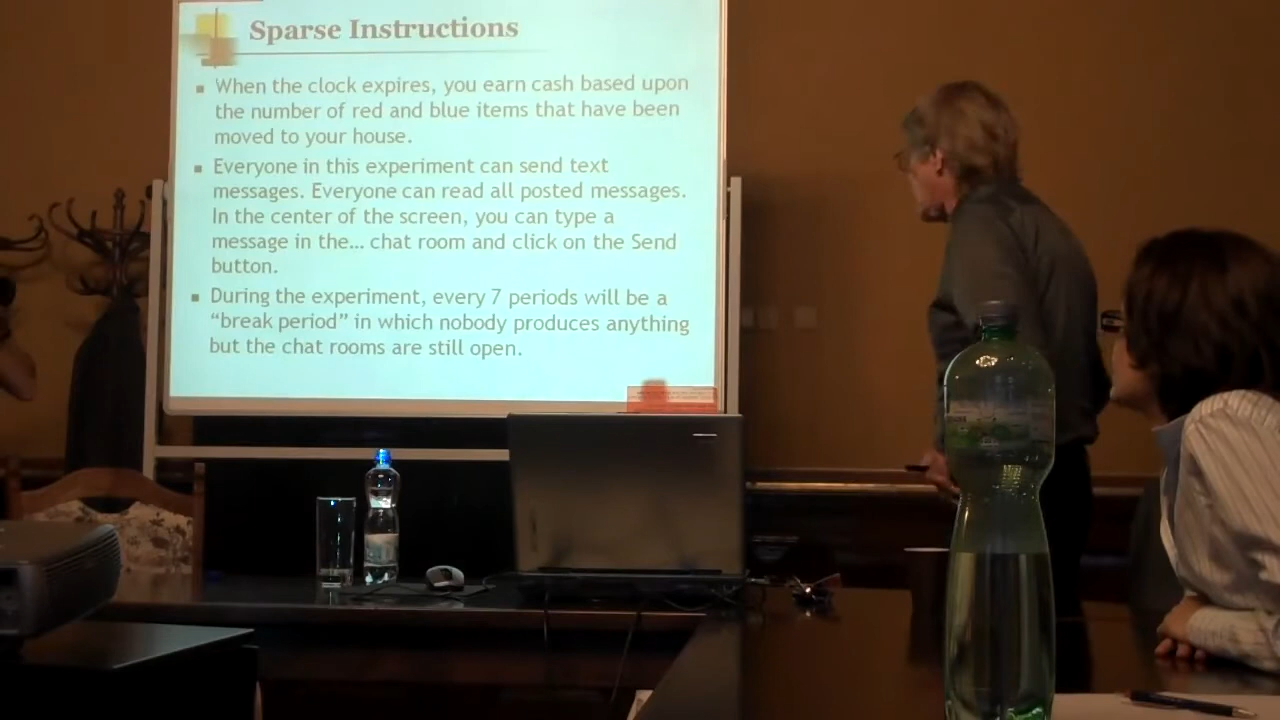 Sparse Instructions
When the clock expires, you earn cash based upon
the number of red and blue items that have been
moved to your house.
Everyone in this experiment can send text
messages. Everyone can read all posted messages.
In the center of the screen, you can type a
message in the… chat room and click on the Send
button.
During the experiment, every 7 periods will be a
“break period” in which nobody produces anything
but the chat rooms are still open.